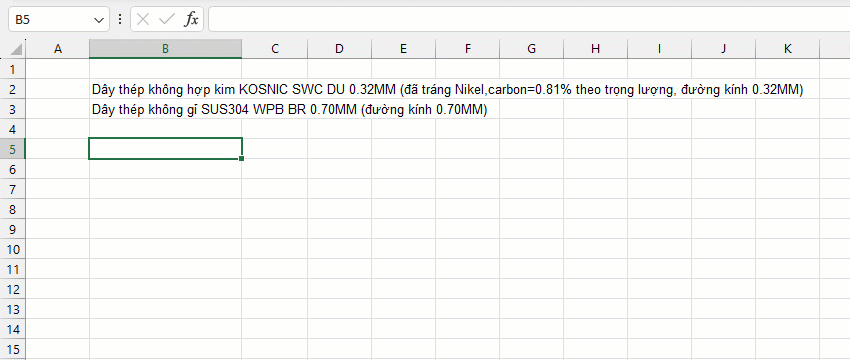 B5
fx
A B C D E F G H I J K
1
2 Dây thép không hợp kim KOSNIC SWC DU 0.32MM (đã tráng Nikel,carbon=0.81% theo trọng lượng, đường kính 0.32MM)
3 Dây thép không gỉ SUS304 WPB BR 0.70MM (đường kính 0.70MM)
4
5
6
7
8
9
10
11
12
13
14
15